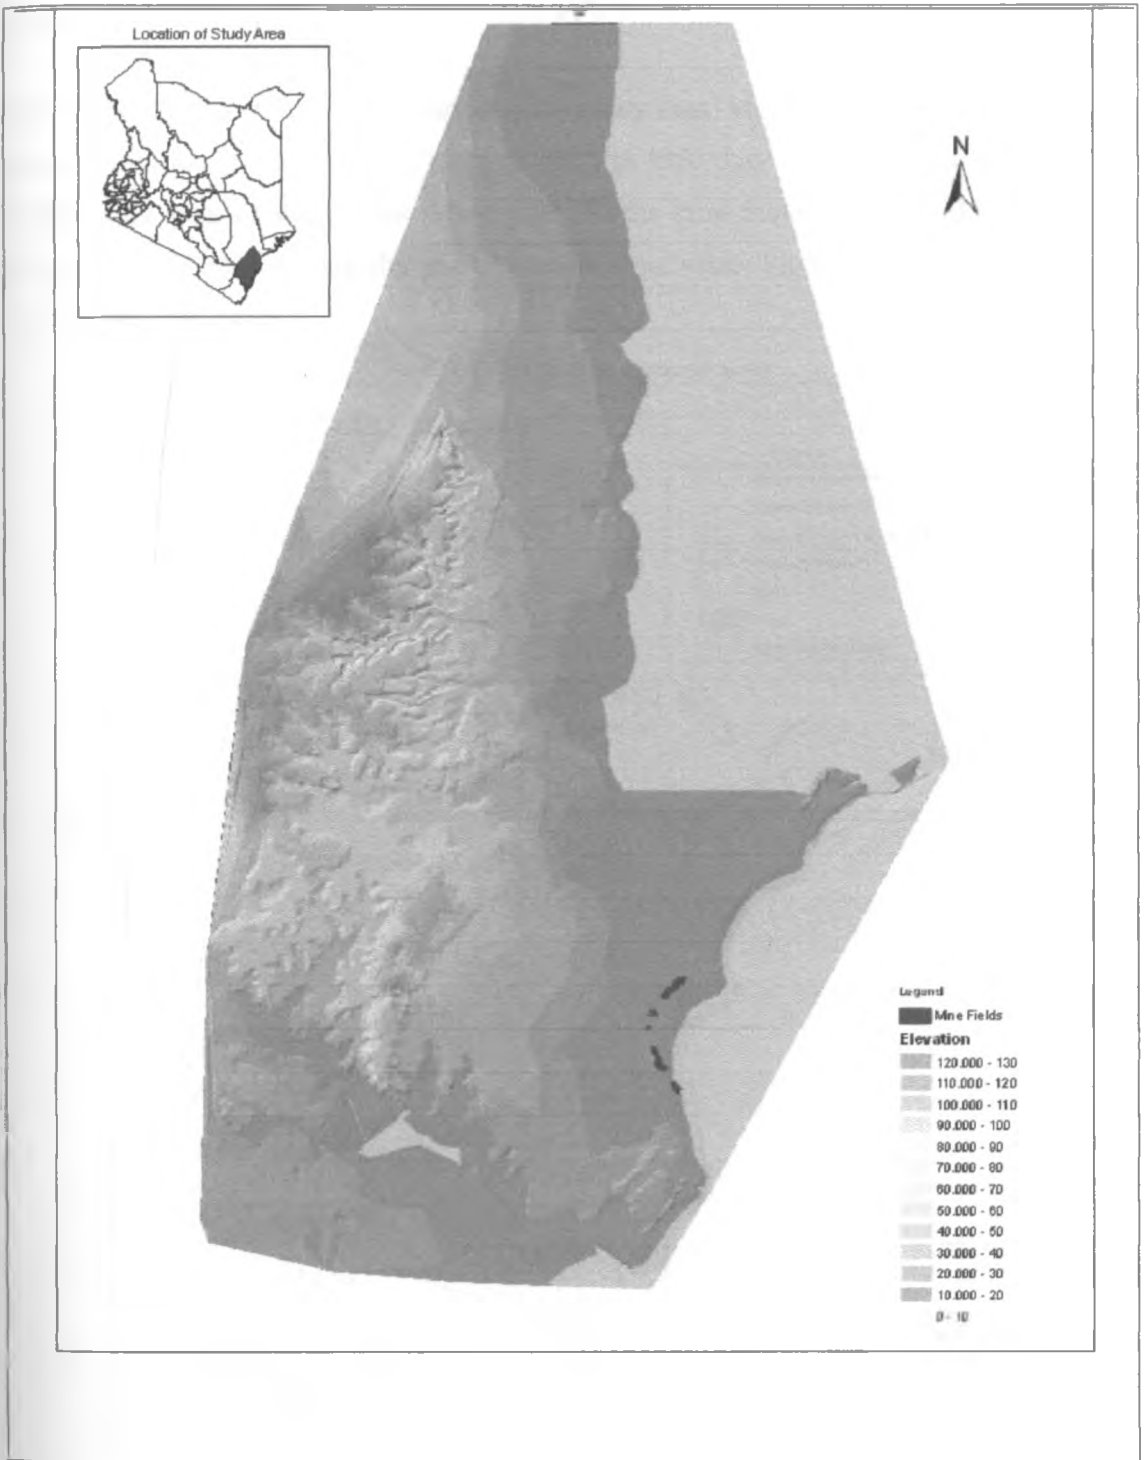 Location of Study Area
N
Legend
Mine Fields
Elevation
120.000 - 130
110.000 - 120
100.000 - 110
90.000 - 100
80.000 - 90
70.000 - 80
60.000 - 70
50.000 - 60
40.000 - 50
30.000 - 40
20.000 - 30
10.000 - 20
0 - 10